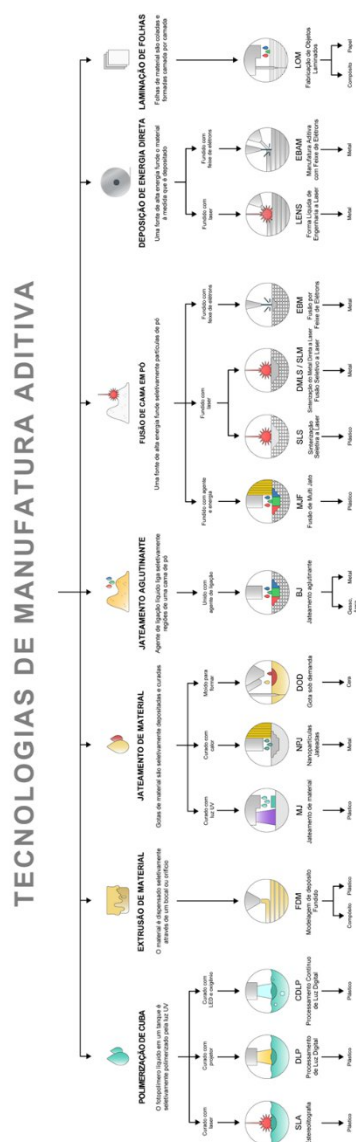 TECNOLOGIAS DE MANUFATURA ADITIVA
POLIMERIZAÇÃO DE CUBA
O fotopolímero líquido em um tanque é
seletivamente polimerizado pela luz UV
Curado com
laser
Curado com
projetor
Curado com
LED e oxigênio
SLA
Estereolitografia
Plástico
DLP
Processamento
de Luz Digital
Plástico
CDLP
Processamento Contínuo
de Luz Digital
Plástico
EXTRUSÃO DE MATERIAL
O material é dispensado seletivamente
através de um bocal ou orifício
FDM
Modelagem de depósito
Fundido
Compósito
Plástico
JATEAMENTO DE MATERIAL
Gotas de material são seletivamente depositadas e curadas
Curado com
luz UV
Curado com
calor
Moído para
formar
MJ
Jateamento de material
Plástico
NPJ
Nanopartículas
Jateadas
Metal
DOD
Gota sob demanda
Cera
JATEAMENTO AGLUTINANTE
Agente de ligação líquido liga seletivamente
regiões de uma cama de pó
Unido com
agente de ligação
BJ
Jateamento aglutinante
Metal
FUSÃO DE CAMA EM PÓ
Uma fonte de alta energia funde seletivamente partículas de pó
Fundido com agente
e energia
Fundido com
laser
Fundido com
feixe de elétrons
MJF
Fusão de Multi Jato
Plástico
SLS
Sinterização
Seletiva a Laser
Plástico
DMLS / SLM
Sinterização do Metal Direta a Laser
Fusão Seletivo a Laser
Metal
EBM
Fusão por
Feixe de Elétrons
Metal
DEPOSIÇÃO DE ENERGIA DIRETA
Uma fonte de alta energia funde o material
à medida que é depositado
Fundido com
laser
Fundido com
feixe de elétrons
LENS
Forma Líquida de
Engenharia a Laser
Metal
EBAM
Manufatura Aditiva
com Feixe de Elétrons
Metal
LAMINAÇÃO DE FOLHAS
Folhas de material são coladas e
formadas camada por camada
LOM
Fabricação de Objetos
Laminados
Compósito
Papel